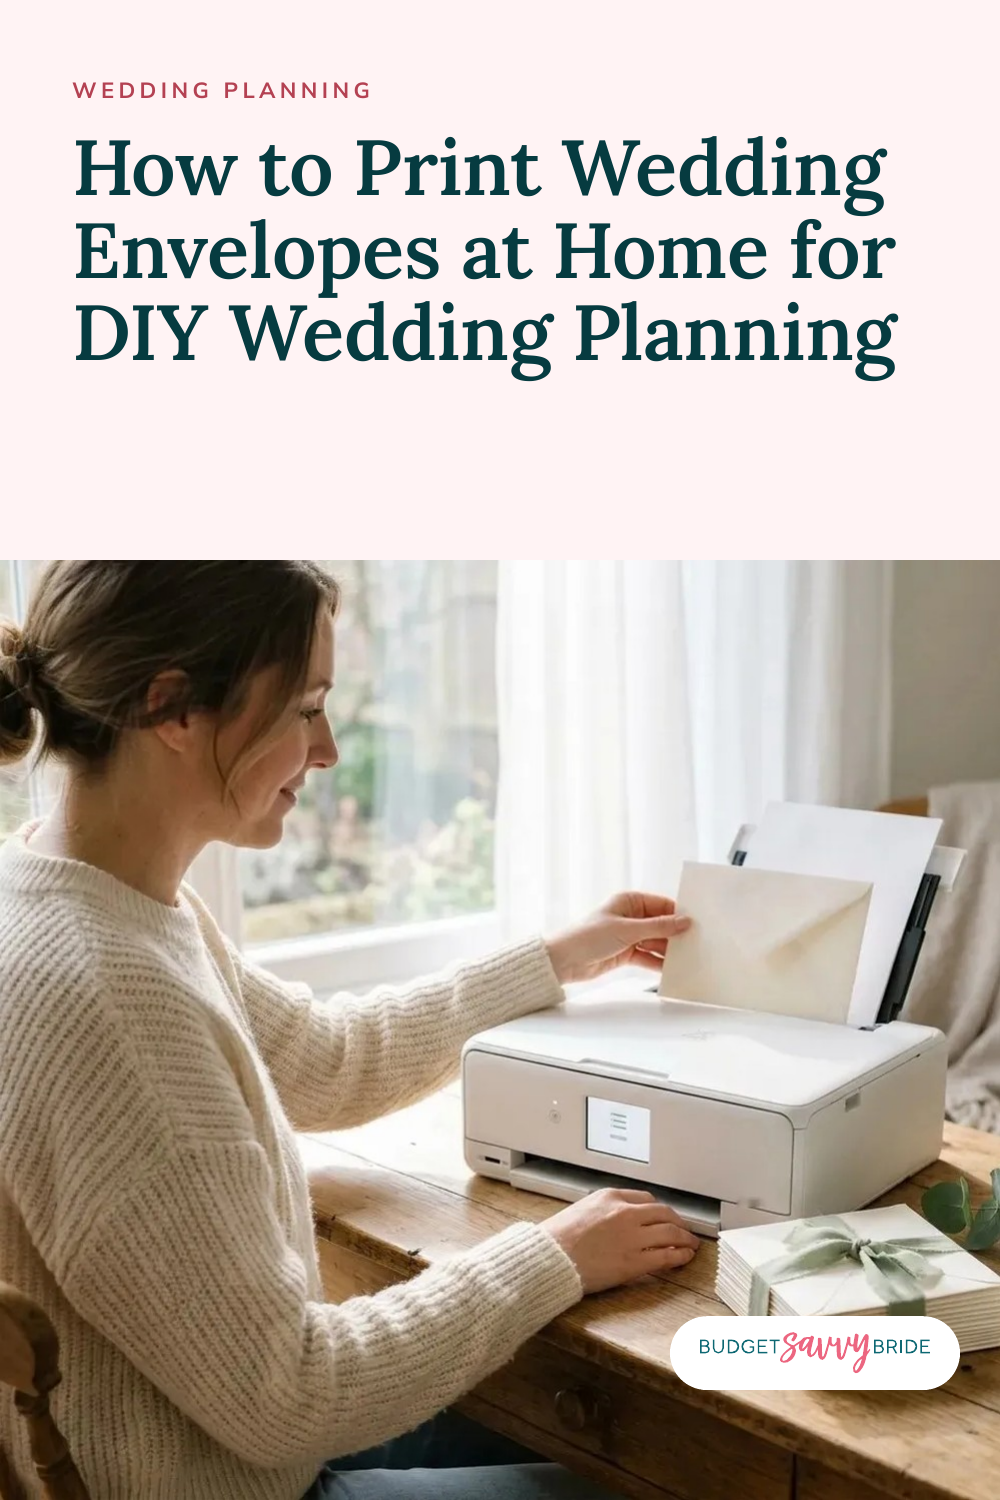 WEDDING PLANNING
How to Print Wedding
Envelopes at Home for
DIY Wedding Planning
BUDGET savvy BRIDE